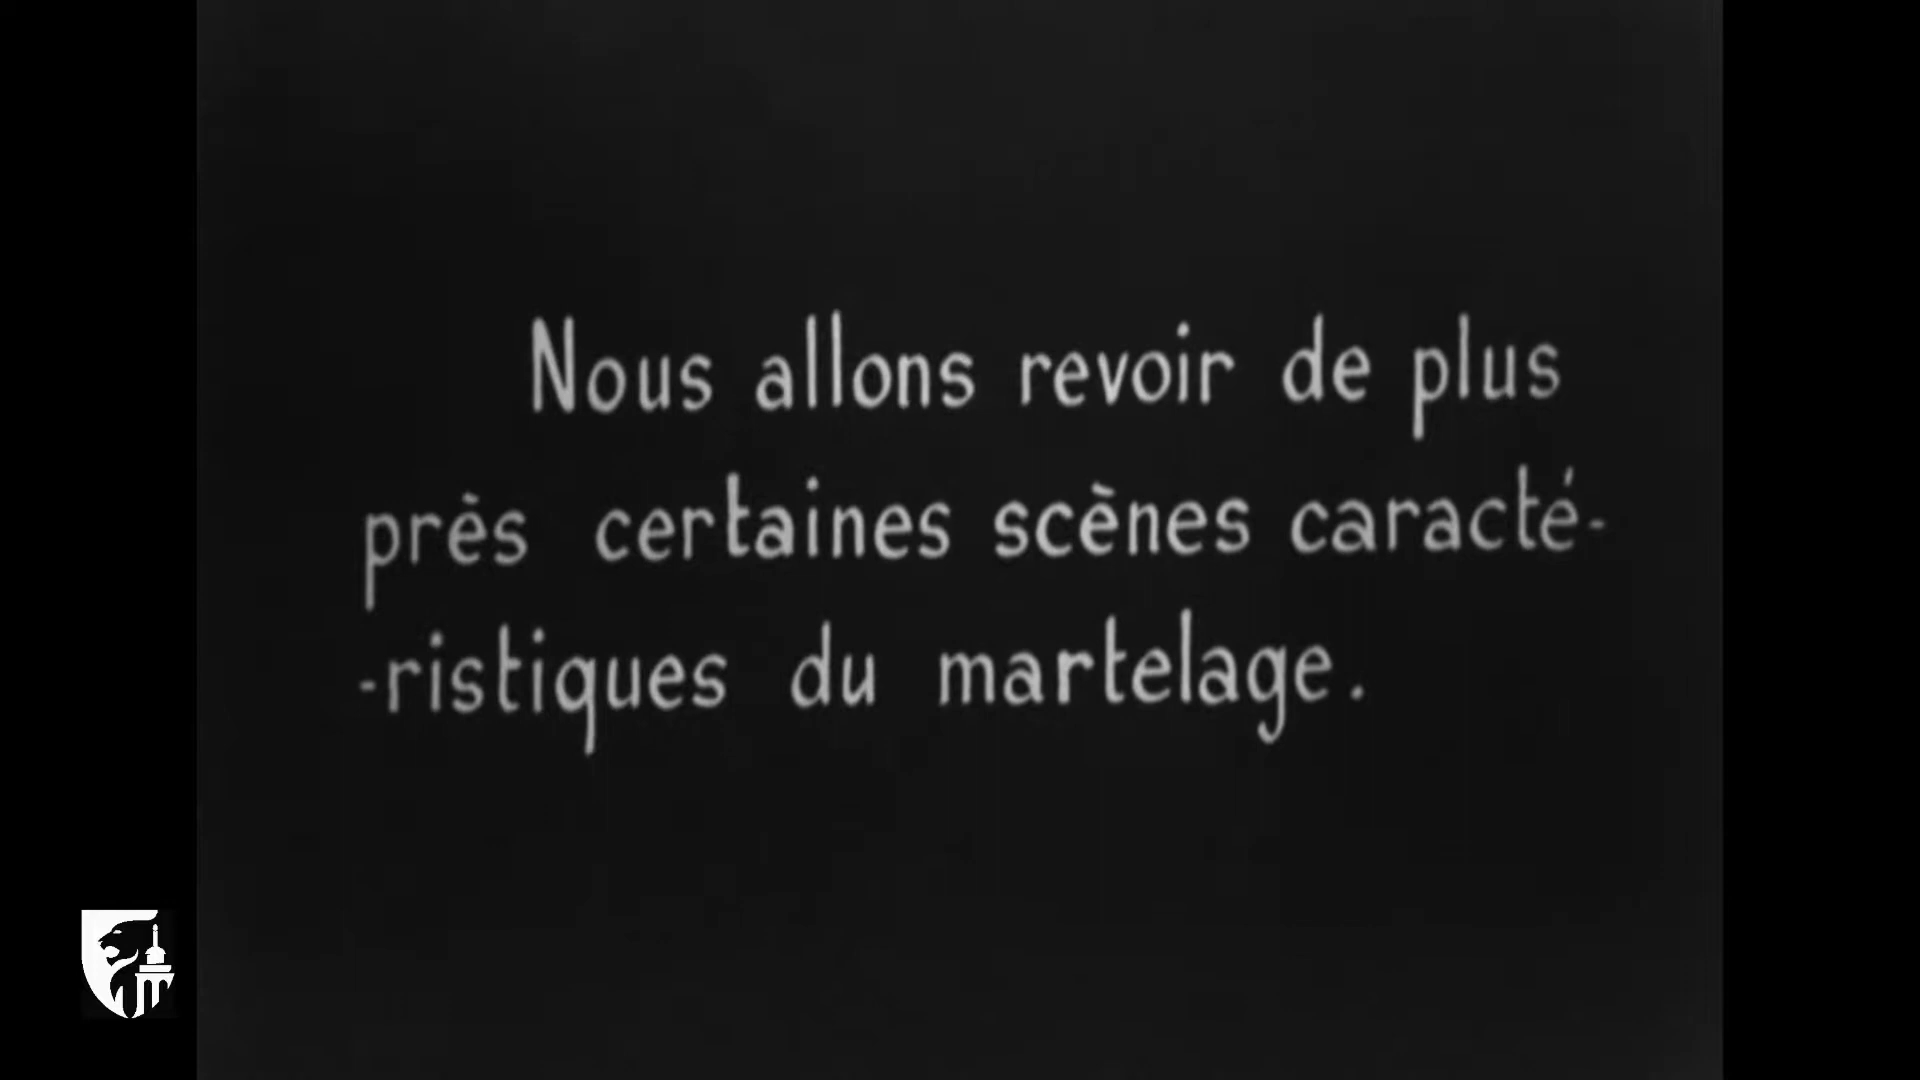 Nous allons revoir de plus
près certaines scènes caracté-
-ristiques du martelage.